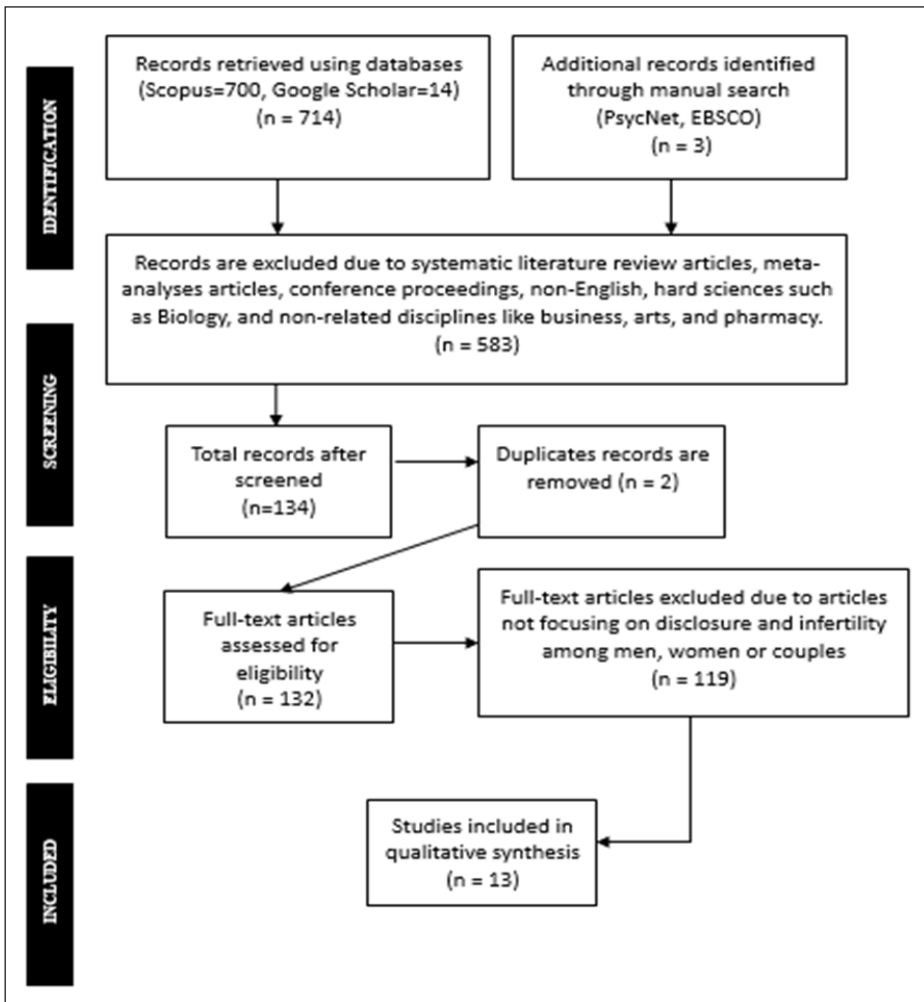 IDENTIFICATION
Records retrieved using databases
(Scopus=700, Google Scholar=14)
(n = 714)
Additional records identified
through manual search
(PsycNet, EBSCO)
(n = 3)
Records are excluded due to systematic literature review articles, meta-
analyses articles, conference proceedings, non-English, hard sciences such
as Biology, and non-related disciplines like business, arts, and pharmacy.
(n = 583)
SCREENING
Total records after
screened
(n=134)
Duplicates records are
removed (n = 2)
ELIGIBILITY
Full-text articles
assessed for
eligibility
(n = 132)
Full-text articles excluded due to articles
not focusing on disclosure and infertility
among men, women or couples
(n = 119)
INCLUDED
Studies included in
qualitative synthesis
(n = 13)